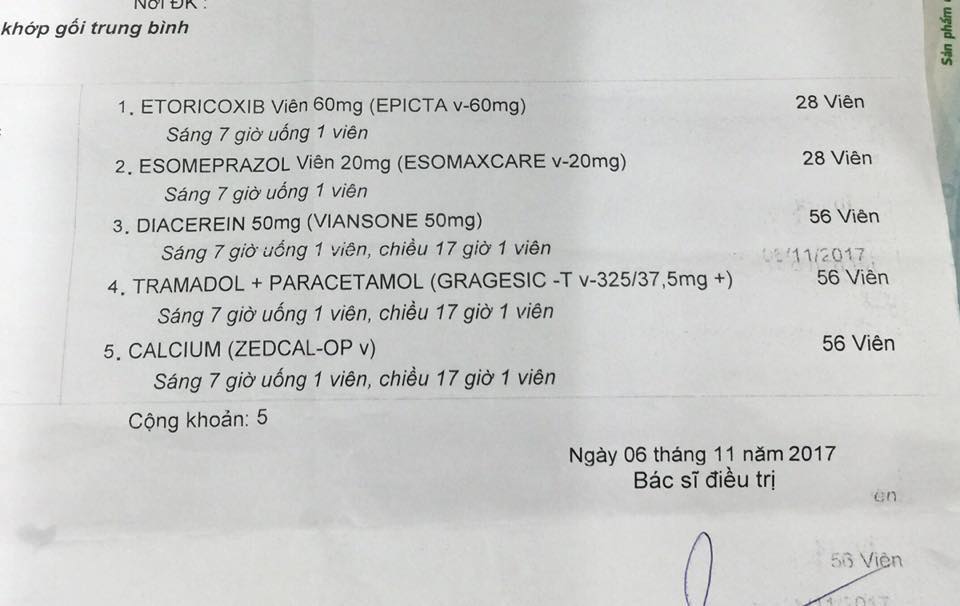 Nơi ĐK :
khớp gối trung bình
Sản phẩm
1. ETORICOXIB Viên 60mg (EPICTA v-60mg) 28 Viên
Sáng 7 giờ uống 1 viên
2. ESOMEPRAZOL Viên 20mg (ESOMAXCARE v-20mg) 28 Viên
Sáng 7 giờ uống 1 viên
3. DIACEREIN 50mg (VIANSONE 50mg) 56 Viên
Sáng 7 giờ uống 1 viên, chiều 17 giờ 1 viên
/11/2017
4. TRAMADOL + PARACETAMOL (GRAGESIC -T v-325/37,5mg +) 56 Viên
Sáng 7 giờ uống 1 viên, chiều 17 giờ 1 viên
5. CALCIUM (ZEDCAL-OP v) 56 Viên
Sáng 7 giờ uống 1 viên, chiều 17 giờ 1 viên
Cộng khoản: 5
Ngày 06 tháng 11 năm 2017
Bác sĩ điều trị
56 Viên